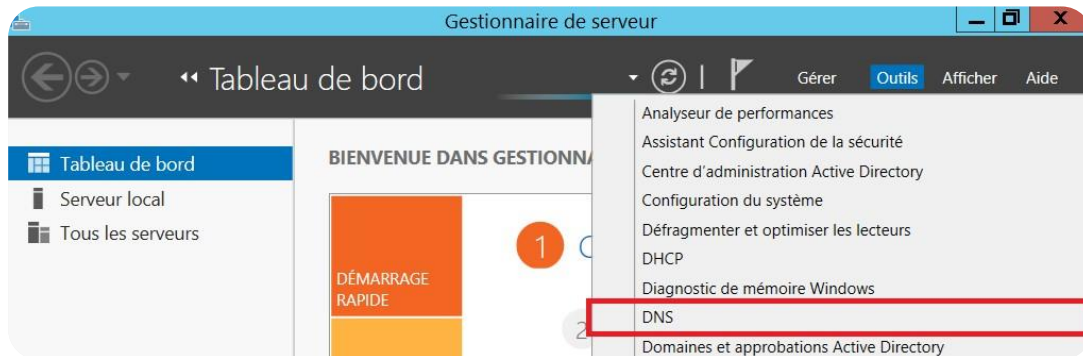 Gestionnaire de serveur
Tableau de bord
Gérer Outils Afficher Aide
Tableau de bord
Serveur local
Tous les serveurs
BIENVENUE DANS
1
DÉMARRAGE
RAPIDE
2
Analyseur de performances
Assistant Configuration de la sécurité
Centre d'administration Active Directory
Configuration du système
Défragmenter et optimiser les lecteurs
DHCP
Diagnostic de mémoire Windows
DNS
Domaines et approbations Active Directory